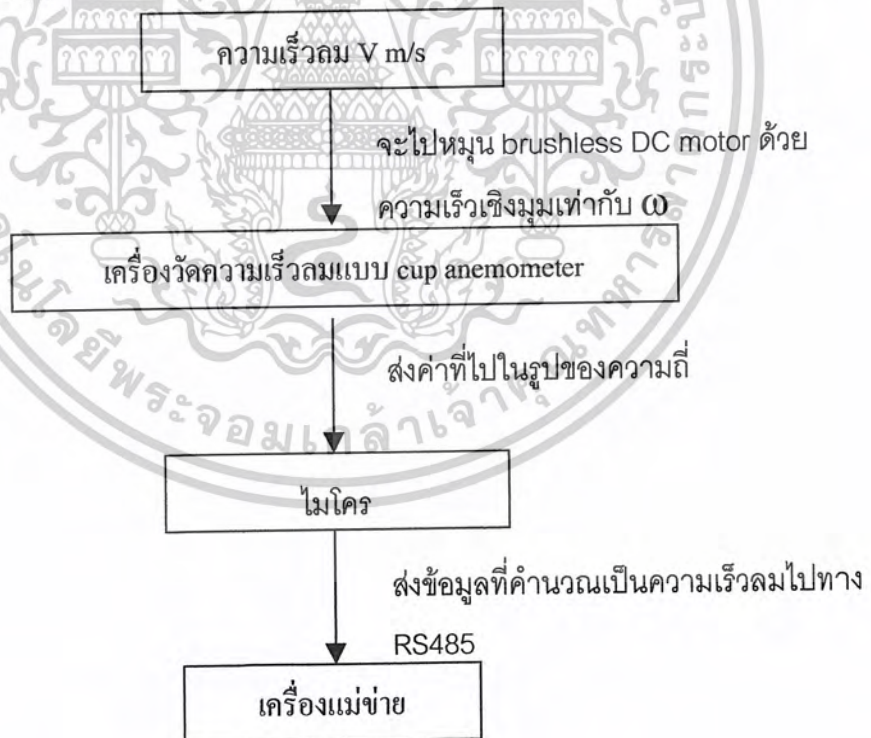 ความเร็วลม V m/s
จะไปหมุน brushless DC motor ด้วย
ความเร็วเชิงมุมเท่ากับ ω
เครื่องวัดความเร็วลมแบบ cup anemometer
ส่งค่าที่ไปในรูปของความถี่
ไมโคร
ส่งข้อมูลที่คำนวณเป็นความเร็วลมไปทาง
RS485
เครื่องแม่ข่าย